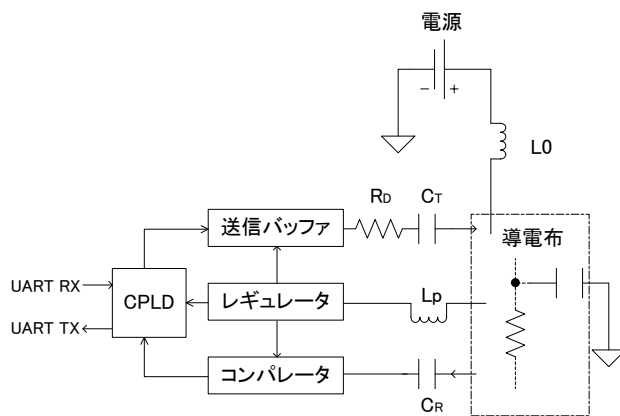 電源
- +
L0
RD CT
送信バッファ
導電布
UART RX
CPLD
レギュレータ
Lp
UART TX
コンパレータ
CR